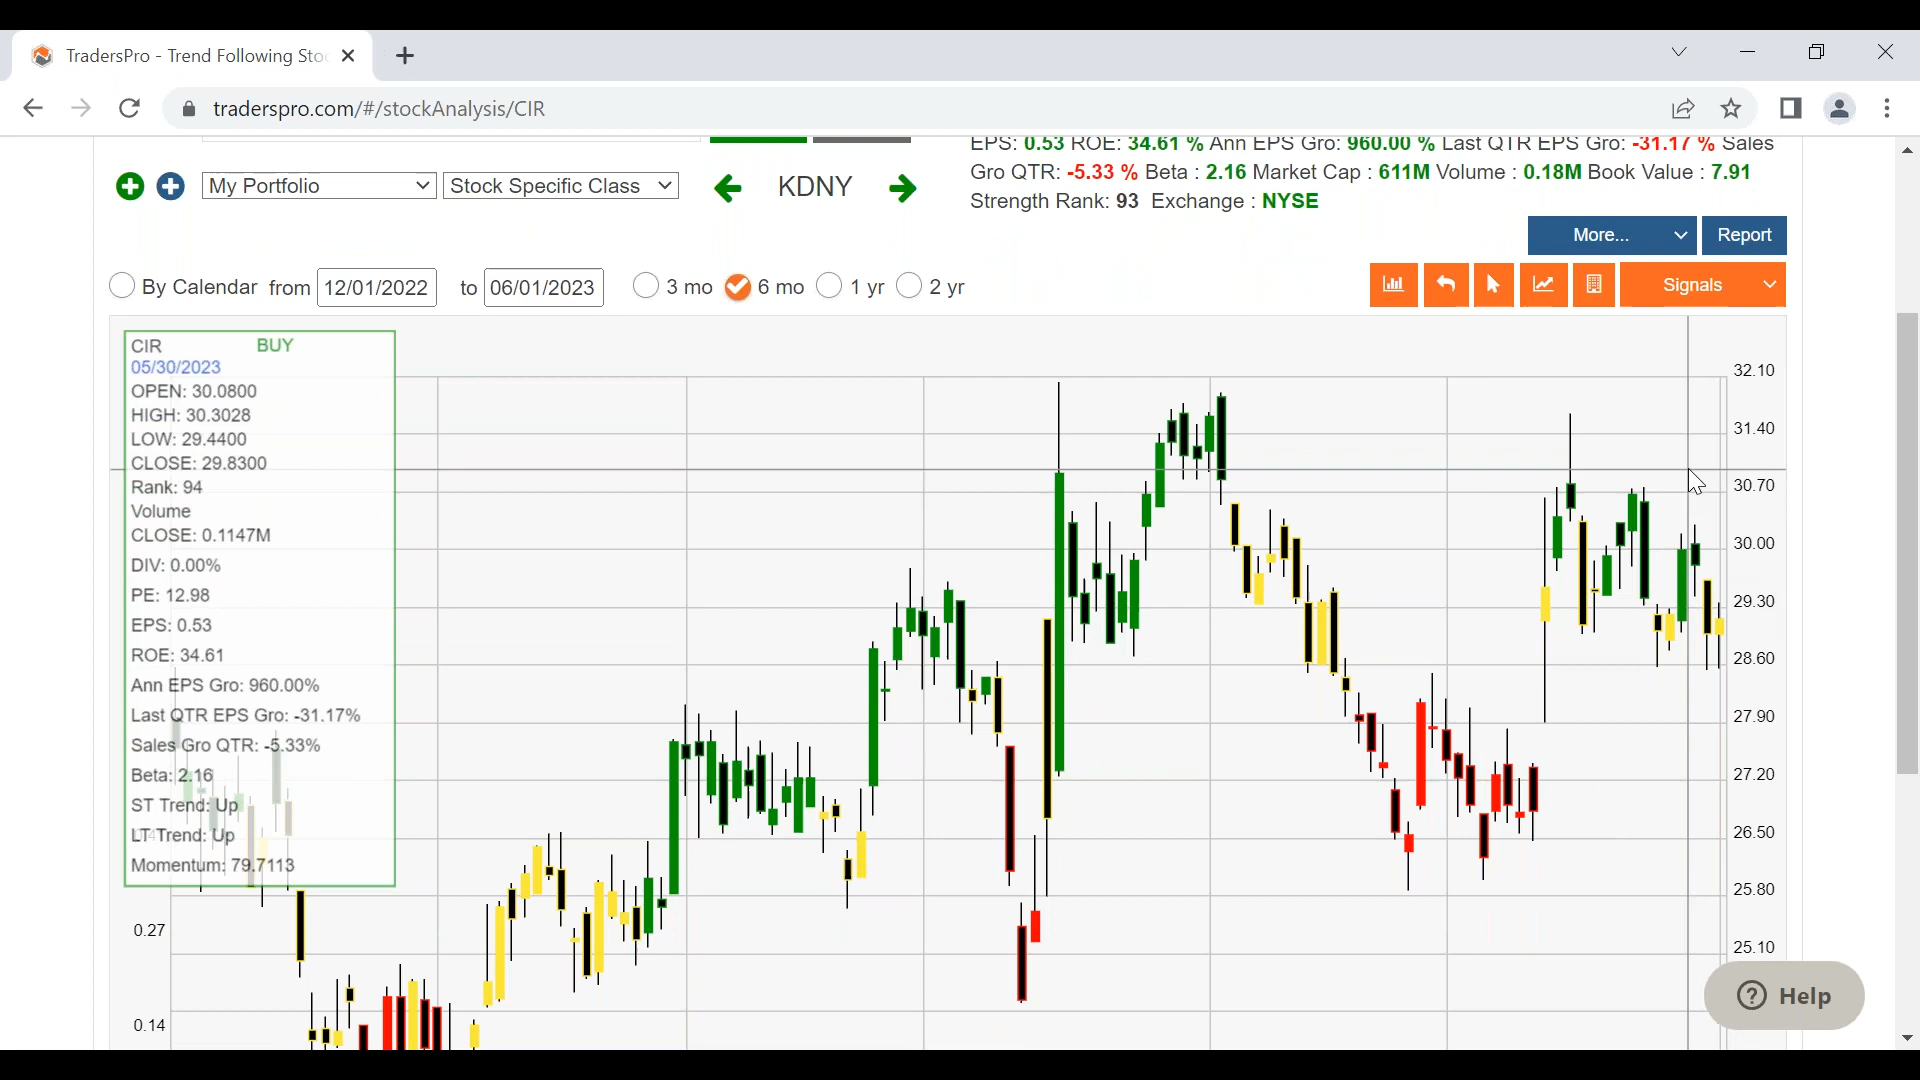 TradersPro - Trend Following Stoc
traderspro.com/#/stockAnalysis/CIR
EPS: 0.53 ROE: 34.61 % Ann EPS Gro: 960.00 % Last QTR EPS Gro: -31.17 % Sales
Gro QTR: -5.33 % Beta : 2.16 Market Cap : 611M Volume : 0.18M Book Value : 7.91
Strength Rank: 93 Exchange : NYSE
My Portfolio
Stock Specific Class
KDNY
More...
Report
By Calendar from 12/01/2022 to 06/01/2023 3 mo 6 mo 1 yr 2 yr
Signals
CIR BUY
05/30/2023
OPEN: 30.0800
HIGH: 30.3028
LOW: 29.4400
CLOSE: 29.8300
Rank: 94
Volume
CLOSE: 0.1147M
DIV: 0.00%
PE: 12.98
EPS: 0.53
ROE: 34.61
Ann EPS Gro: 960.00%
Last QTR EPS Gro: -31.17%
Sales Gro QTR: -5.33%
Beta: 2.16
ST Trend: Up
LT Trend: Up
Momentum: 79.7113
0.27
0.14
32.10
31.40
30.70
30.00
29.30
28.60
27.90
27.20
26.50
25.80
25.10
Help